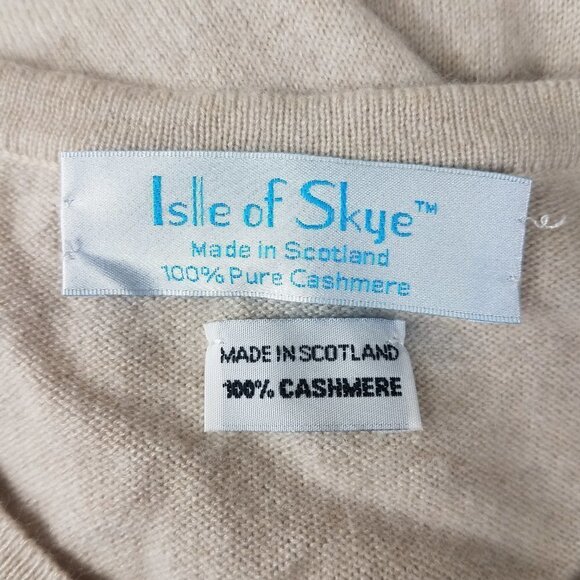 Isle of Skye™
Made in Scotland
100% Pure Cashmere
MADE IN SCOTLAND
100% CASHMERE